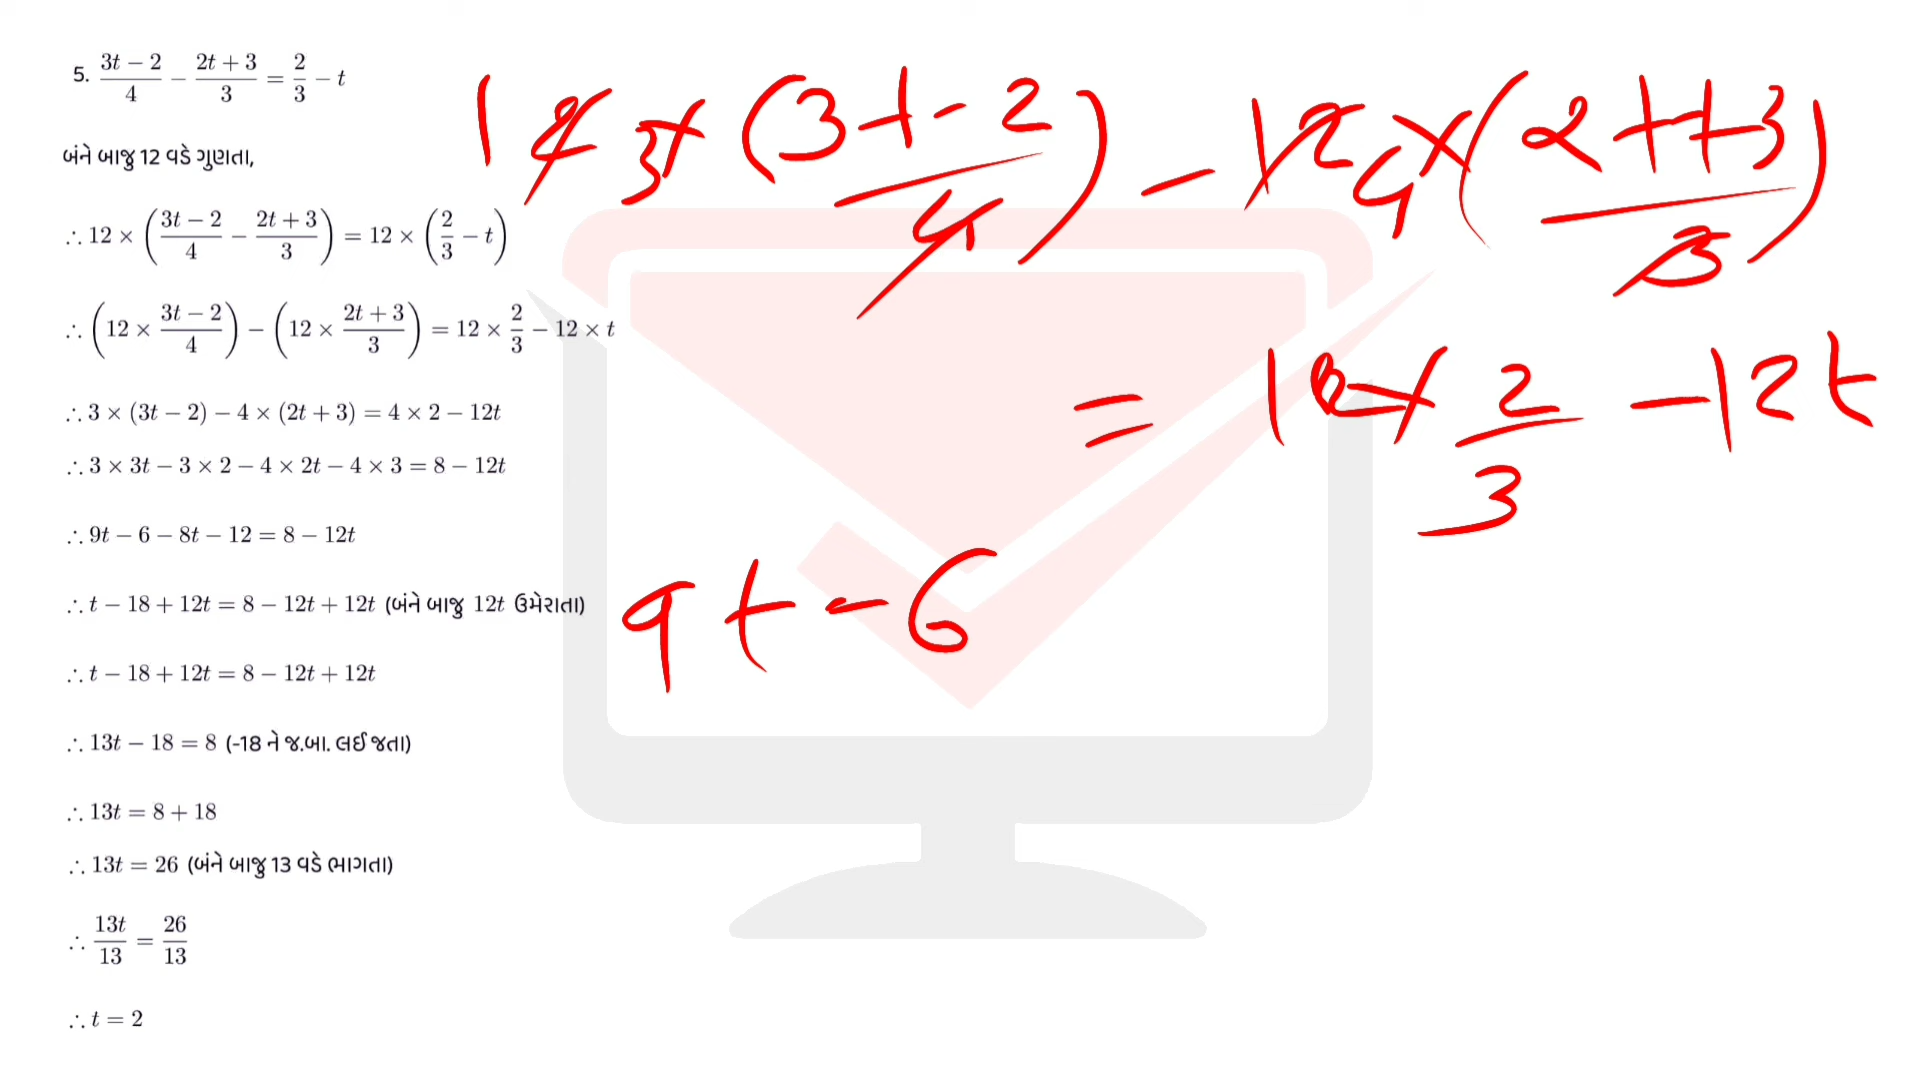 5. (3t − 2)/4 − (2t + 3)/3 = 2/3 − t
બંને બાજુ 12 વડે ગુણતા,
∴ 12 × ((3t − 2)/4 − (2t + 3)/3) = 12 × (2/3 − t)
∴ (12 × (3t − 2)/4) − (12 × (2t + 3)/3) = 12 × 2/3 − 12 × t
∴ 3 × (3t − 2) − 4 × (2t + 3) = 4 × 2 − 12t
∴ 3 × 3t − 3 × 2 − 4 × 2t − 4 × 3 = 8 − 12t
∴ 9t − 6 − 8t − 12 = 8 − 12t
∴ t − 18 + 12t = 8 − 12t + 12t (બંને બાજુ 12t ઉમેરાતા)
∴ t − 18 + 12t = 8 − 12t + 12t
∴ 13t − 18 = 8 (-18 ને જ.બા. લઈ જતા)
∴ 13t = 8 + 18
∴ 13t = 26 (બંને બાજુ 13 વડે ભાગતા)
∴ 13t/13 = 26/13
∴ t = 2
12 3 × ((3t − 2)/4) − 12 4 × ((2t + 3)/3)
= 12 × 2/3 − 12t
9t − 6